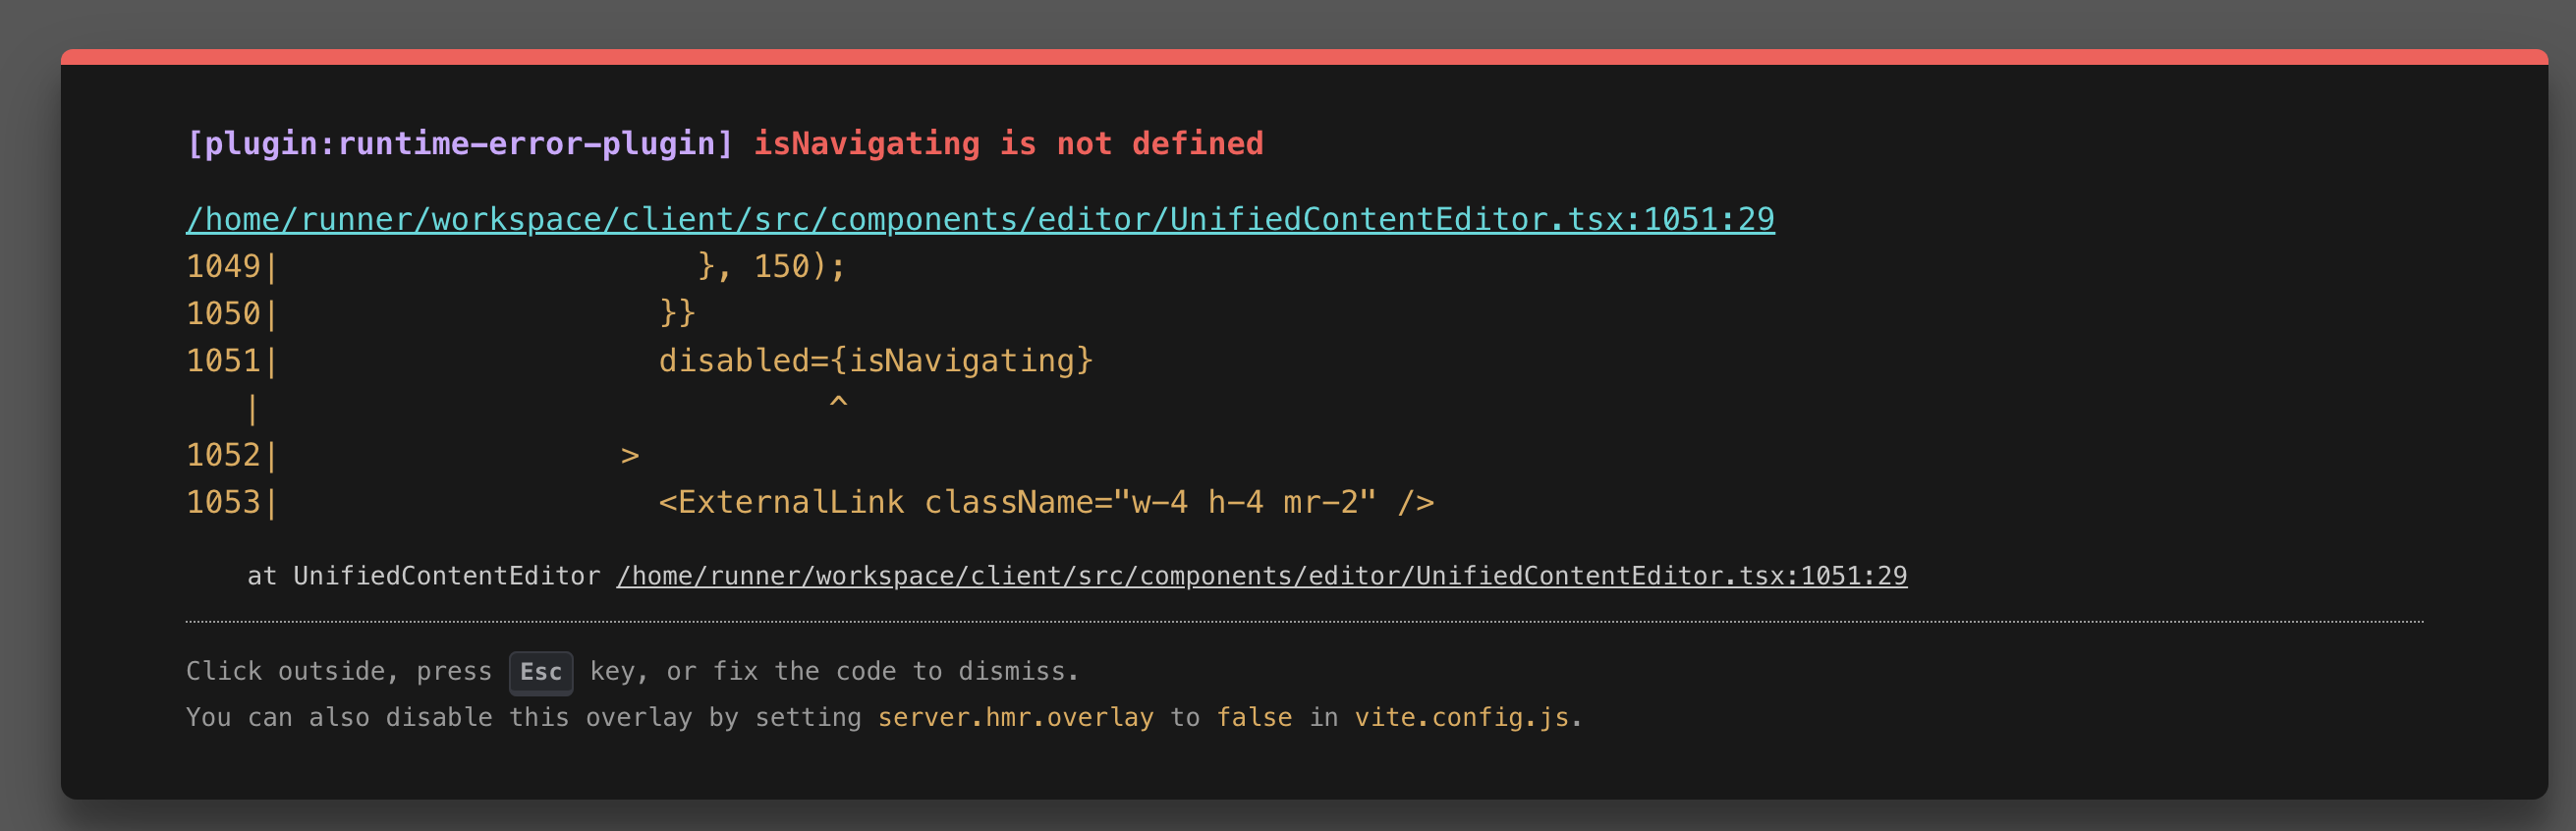 [plugin:runtime-error-plugin] isNavigating is not defined
/home/runner/workspace/client/src/components/editor/UnifiedContentEditor.tsx:1051:29
1049|                      }, 150);
1050|                    }}
1051|                    disabled={isNavigating}
   |                             ^
1052|                  >
1053|                    <ExternalLink className="w-4 h-4 mr-2" />
    at UnifiedContentEditor /home/runner/workspace/client/src/components/editor/UnifiedContentEditor.tsx:1051:29
Click outside, press Esc key, or fix the code to dismiss.
You can also disable this overlay by setting server.hmr.overlay to false in vite.config.js.